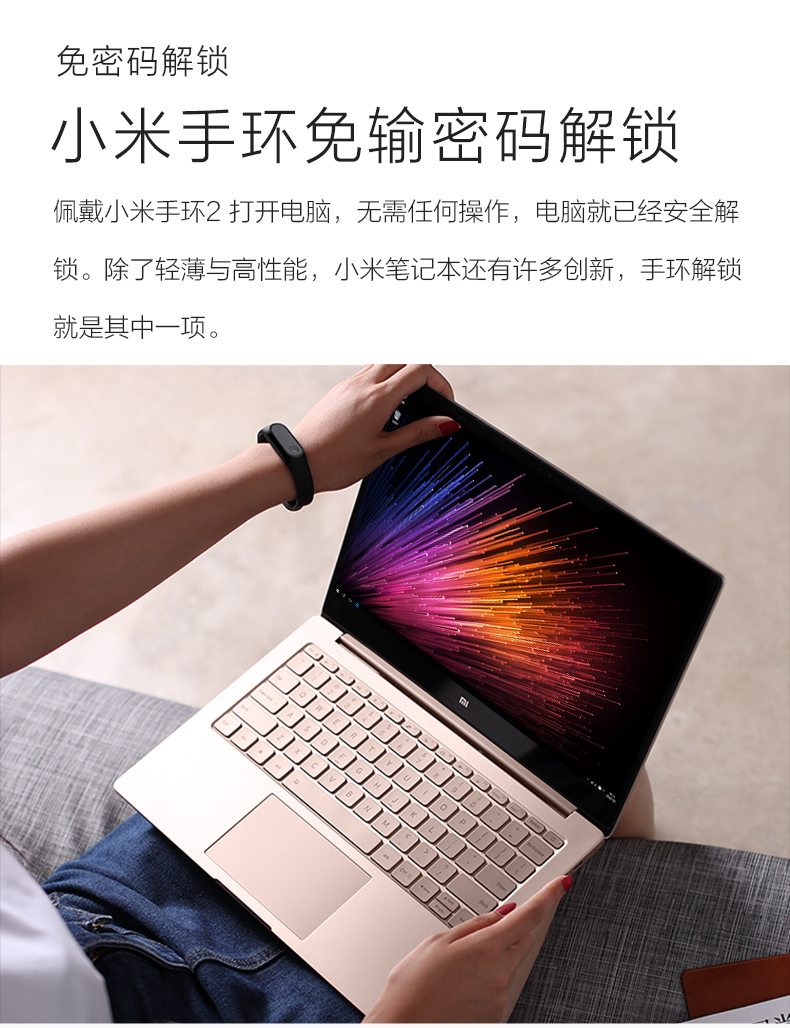 免密码解锁
小米手环免输密码解锁
佩戴小米手环2 打开电脑，无需任何操作，电脑就已经安全解
锁。除了轻薄与高性能，小米笔记本还有许多创新，手环解锁
就是其中一项。
mi